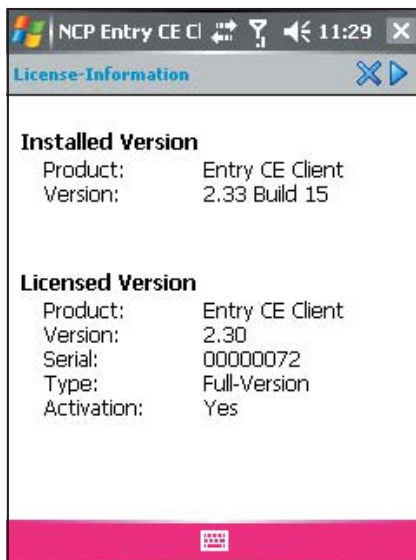 NCP Entry CE Cl 11:29
License-Information
Installed Version
Product: Entry CE Client
Version: 2.33 Build 15
Licensed Version
Product: Entry CE Client
Version: 2.30
Serial: 00000072
Type: Full-Version
Activation: Yes